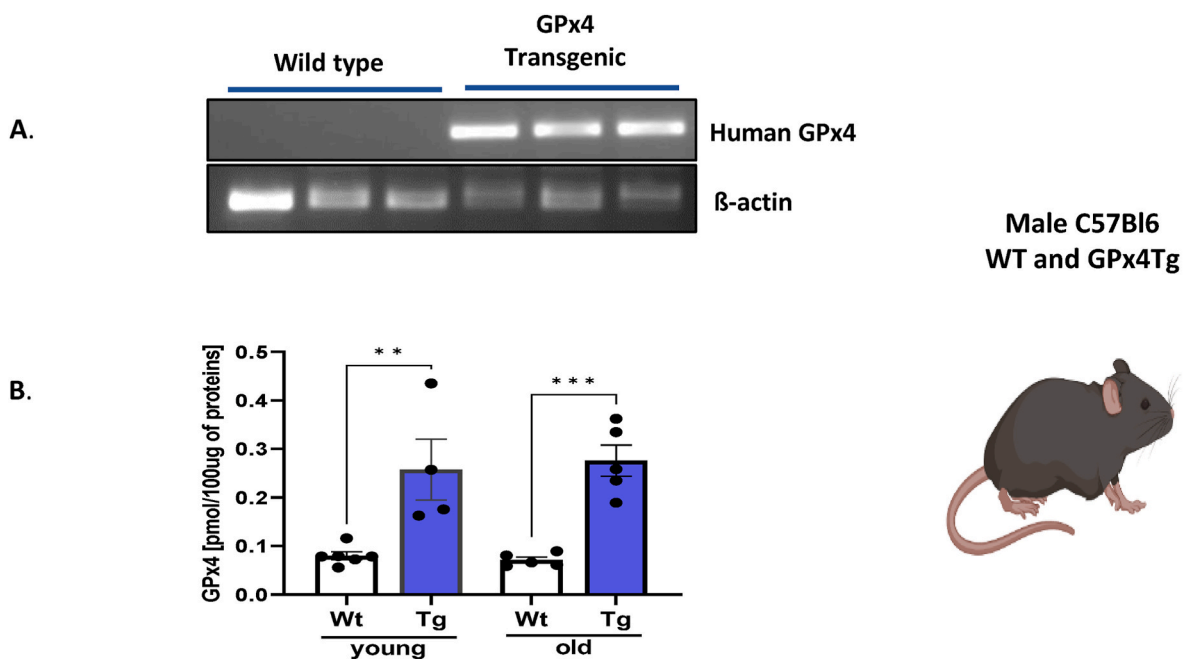 GPx4
Transgenic
Wild type
A.
Human GPx4
ß-actin
Male C57Bl6
WT and GPx4Tg
B.
GPx4 [pmol/100ug of proteins]
0.5
0.4
0.3
0.2
0.1
0.0
**
***
Wt Tg Wt Tg
young old